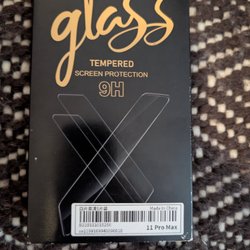 glass
TEMPERED
SCREEN PROTECTION
9H
Made In China
11 Pro Max